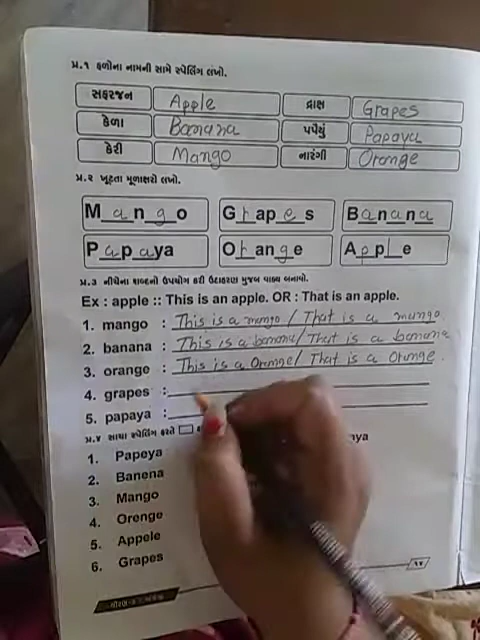 પ્ર.૧ ફળોના નામની સામે સ્પેલિંગ લખો.
સફરજન Apple દ્રાક્ષ Grapes
કેળા Banana પપૈયું Papaya
કેરી Mango નારંગી Orange
પ્ર.૨ ખૂટતા મૂળાક્ષરો લખો.
M a n g o G r ap e s B a n a n a
P a p a ya O r an g e A p p l e
પ્ર.૩ નીચેના શબ્દનો ઉપયોગ કરી ઉદાહરણ મુજબ વાક્ય બનાવો.
Ex : apple :: This is an apple. OR : That is an apple.
1. mango : This is a mango / That is a mango.
2. banana : This is a banana / That is a banana
3. orange : This is a Orange / That is a Orange.
4. grapes :
5. papaya :
પ્ર.૪ સાચા સ્પેલિંગ ફરતે
1. Papeya
2. Banena
3. Mango
4. Orenge
5. Appele
6. Grapes
૧૪